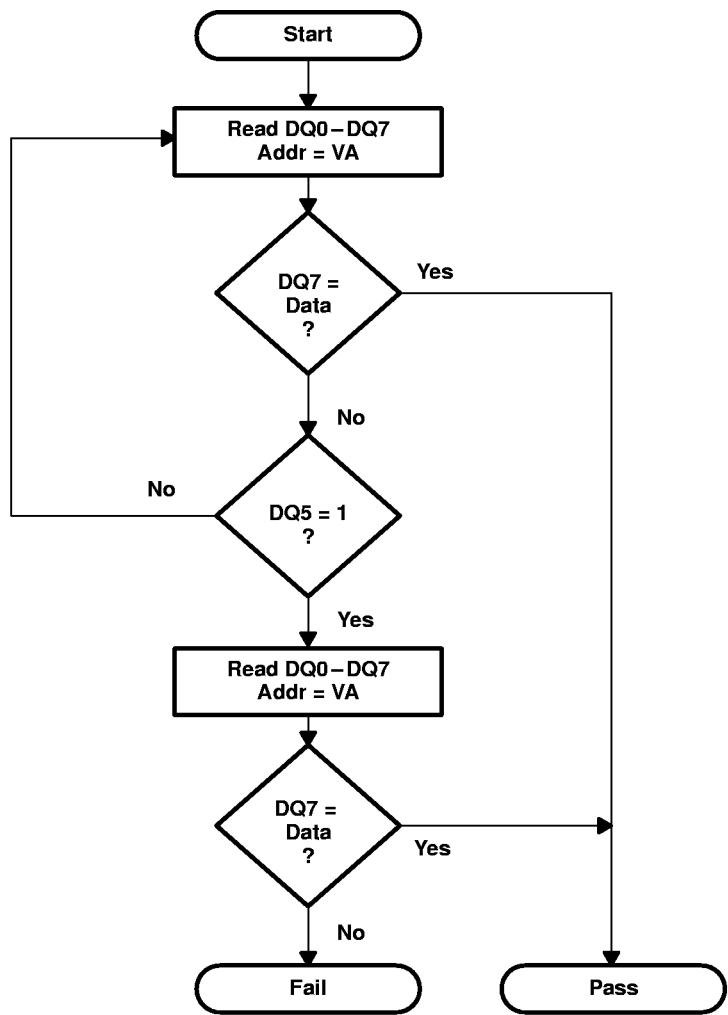 Start
Read DQ0–DQ7
Addr = VA
Yes
DQ7 =
Data
?
No
No
DQ5 = 1
?
Yes
Read DQ0–DQ7
Addr = VA
DQ7 =
Data
?
Yes
No
Fail
Pass